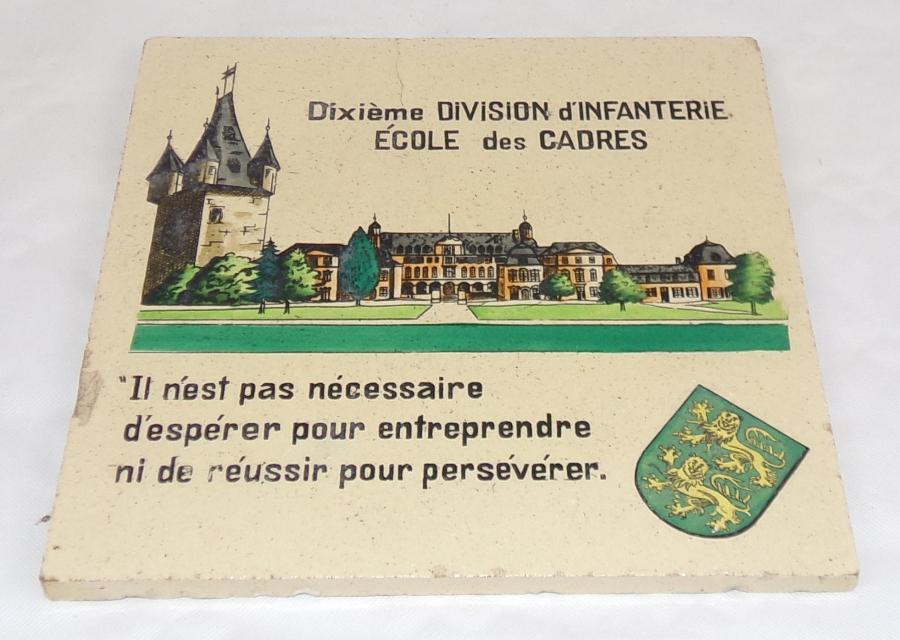 Dixième DIVISION d'INFANTERIE
ÉCOLE des CADRES
"Il n'est pas nécessaire
d'espérer pour entreprendre
ni de réussir pour persévérer.